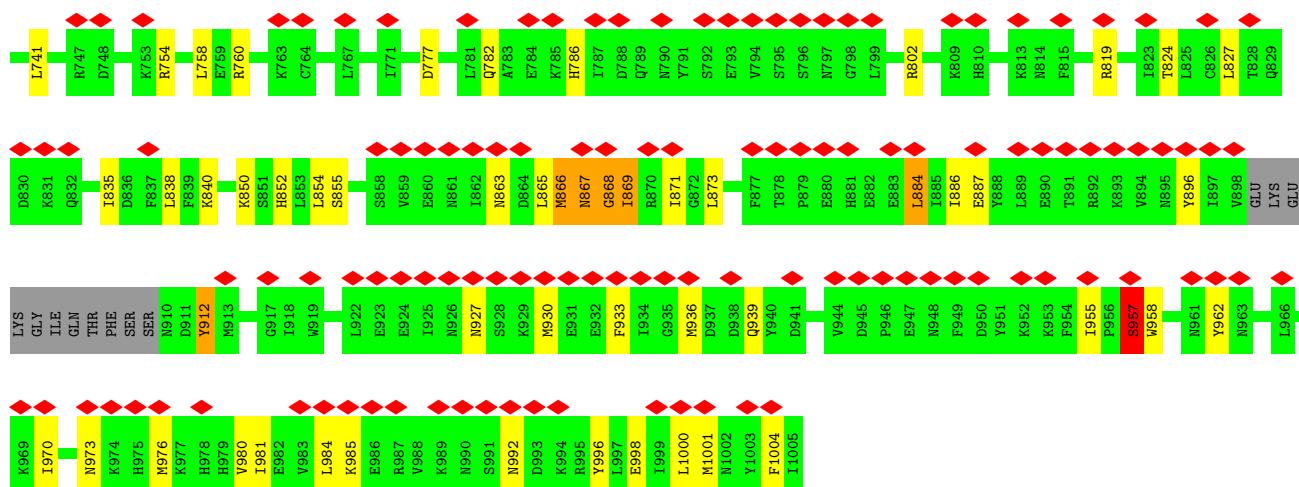 L741 R747 D748 K753 R754 L758 E759 R760 K763 C764 L767 I771 D777 L781 Q782 A783 E784 K785 H786 I787 D788 Q789 N790 Y791 S792 E793 V794 S795 S796 N797 G798 L799 R802 K809 H810 K813 N814 F815 R819 I823 T824 L825 C826 L827 T828 Q829
D830 K831 Q832 I835 D836 F837 L838 F839 K840 K850 S851 H852 L853 L854 S855 S858 V859 E860 N861 I862 N863 D864 L865 M866 N867 G868 I869 R870 I871 G872 L873 F877 T878 P879 E880 H881 E882 E883 L884 I885 I886 E887 Y888 L889 E890 T891 R892 K893 V894 N895 Y896 I897 V898 GLU LYS GLU
LYS GLY ILE GLN THR PHE SER SER N910 D911 Y912 M913 G917 I918 W919 L922 E923 E924 I925 N926 N927 S928 K929 M930 E931 E932 F933 I934 G935 M936 D937 D938 Q939 Y940 D941 V944 D945 P946 E947 N948 F949 D950 Y951 K952 K953 F954 I955 P956 S957 W958 N961 Y962 N963 L966
K969 I970 N973 K974 H975 M976 K977 H978 H979 V980 I981 E982 V983 L984 K985 E986 R987 V988 K989 N990 S991 N992 D993 K994 R995 Y996 L997 E998 I999 L1000 M1001 N1002 Y1003 F1004 I1005